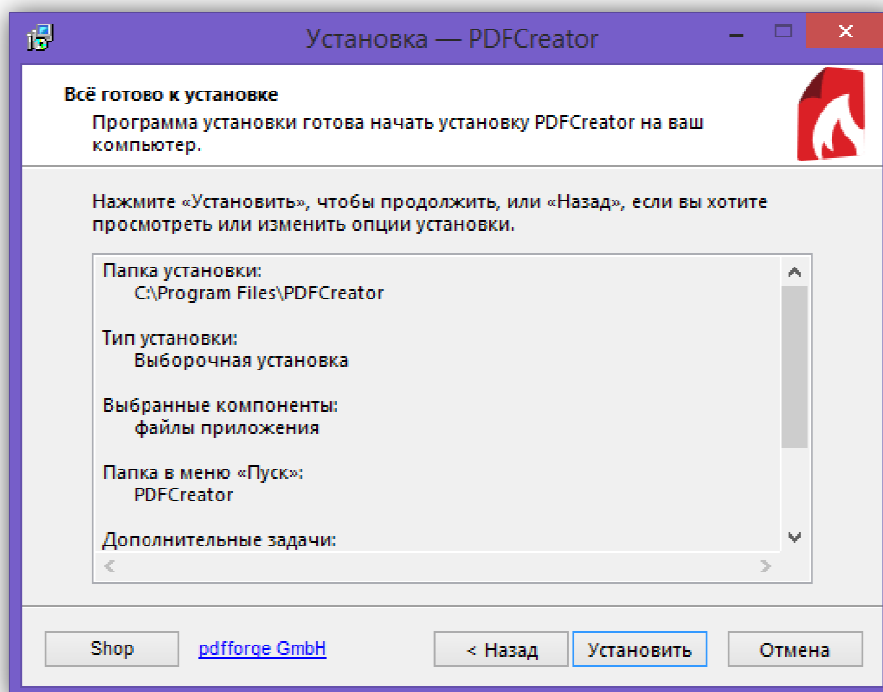 Установка — PDFCreator
Всё готово к установке
Программа установки готова начать установку PDFCreator на ваш
компьютер.
Нажмите «Установить», чтобы продолжить, или «Назад», если вы хотите
просмотреть или изменить опции установки.
Папка установки:
C:\Program Files\PDFCreator
Тип установки:
Выборочная установка
Выбранные компоненты:
файлы приложения
Папка в меню «Пуск»:
PDFCreator
Дополнительные задачи:
Shop
pdfforge GmbH
< Назад
Установить
Отмена